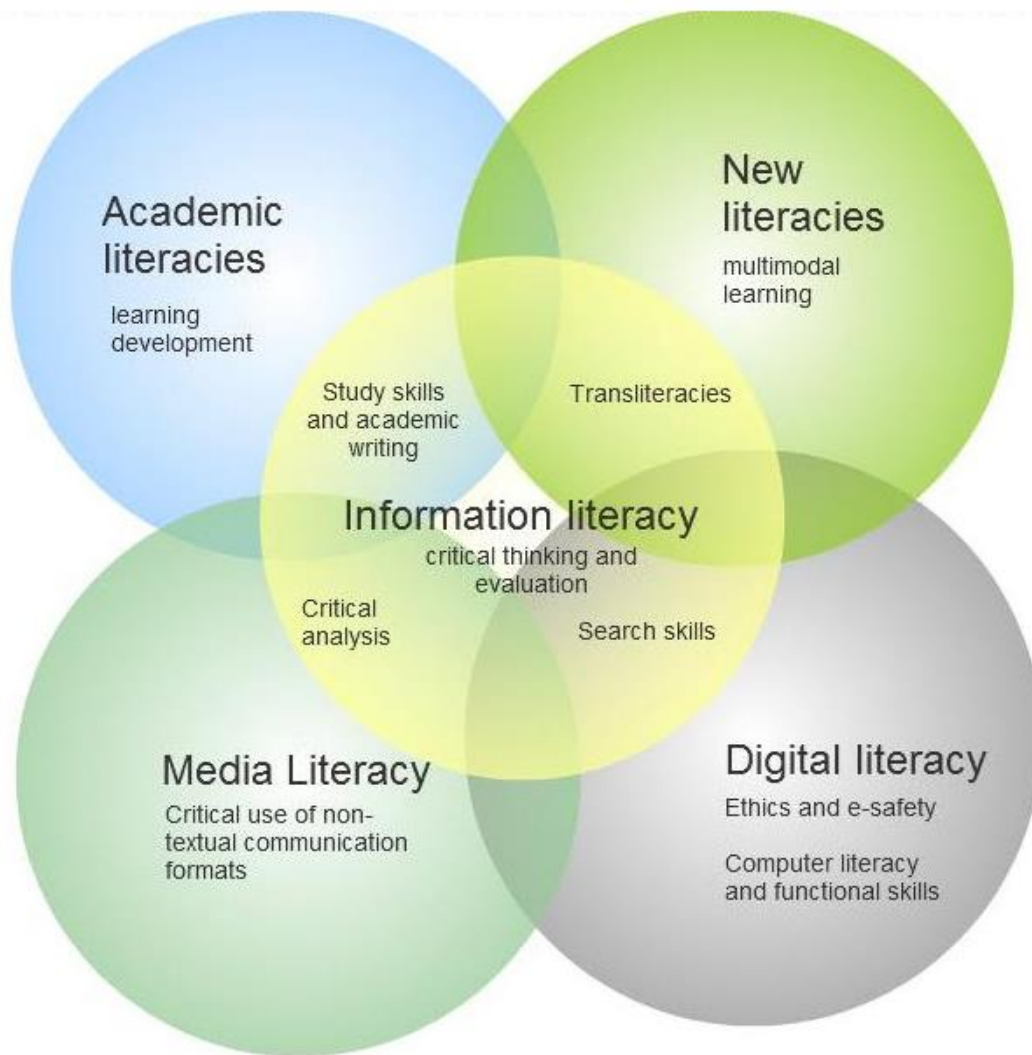 Academic
literacies
learning
development
New
literacies
multimodal
learning
Study skills
and academic
writing
Transliteracies
Information literacy
critical thinking and
evaluation
Critical
analysis
Search skills
Media Literacy
Critical use of non-
textual communication
formats
Digital literacy
Ethics and e-safety
Computer literacy
and functional skills